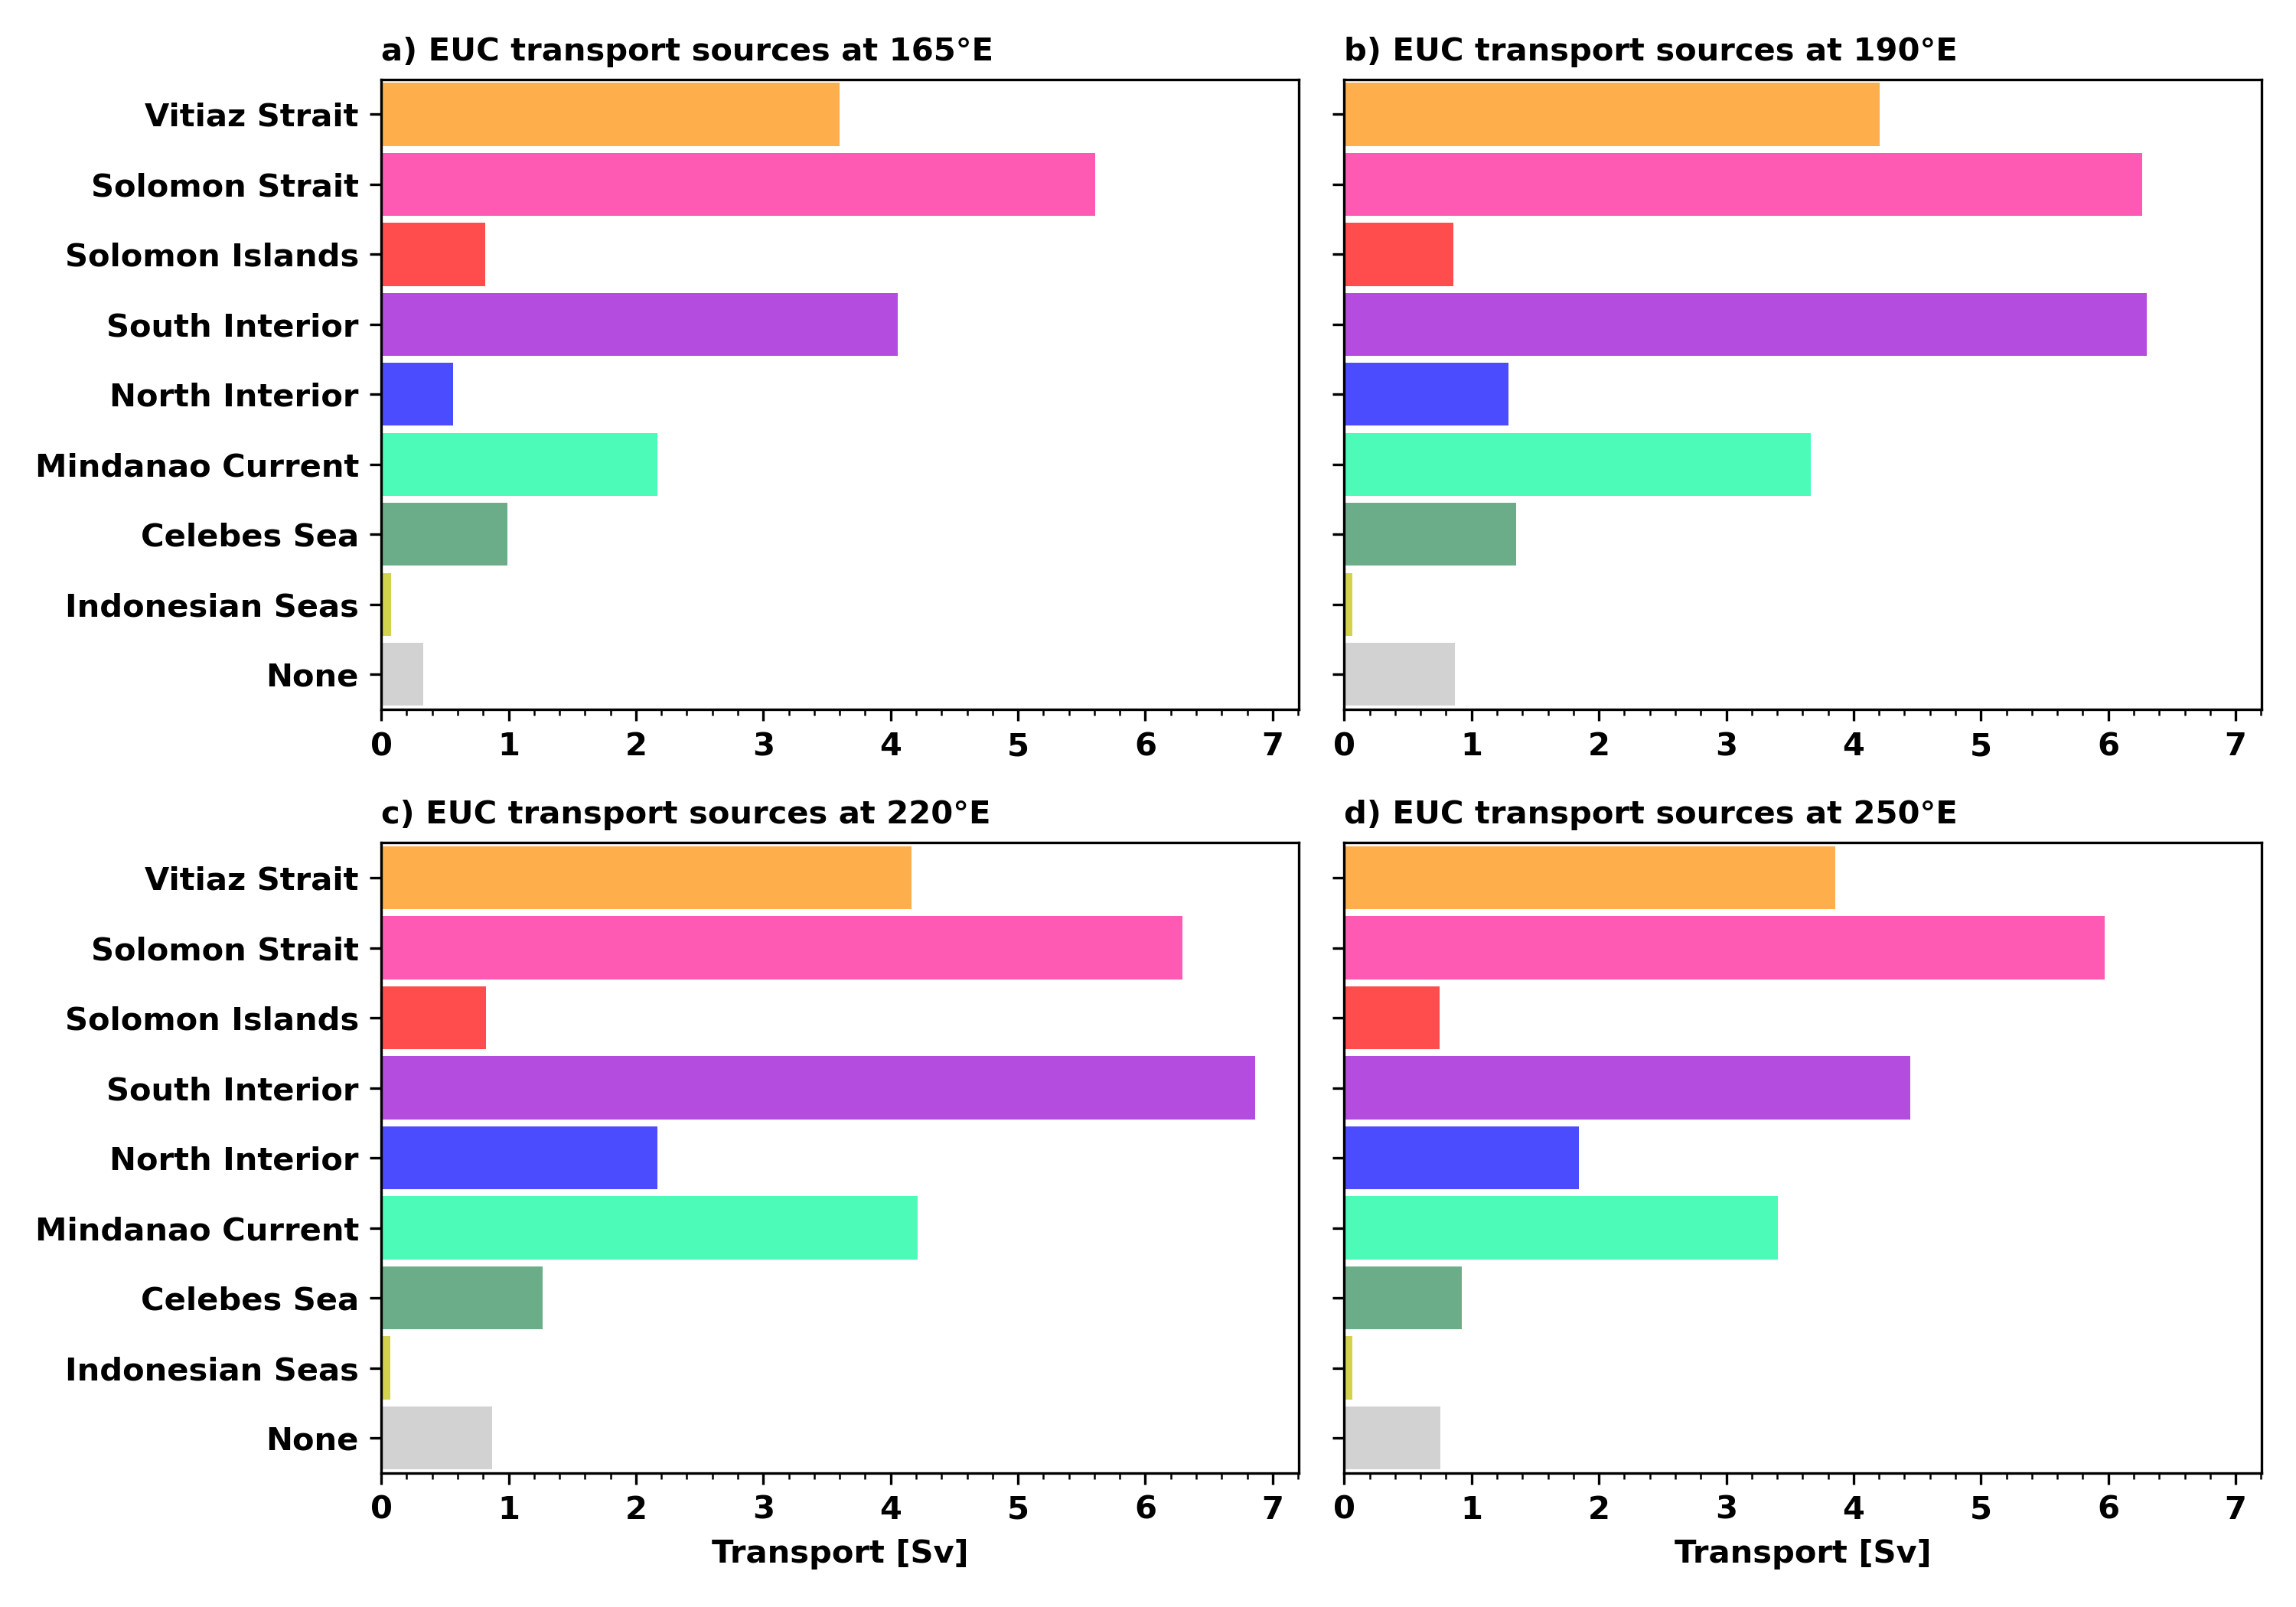 a) EUC transport sources at 165°E
Vitiaz Strait
Solomon Strait
Solomon Islands
South Interior
North Interior
Mindanao Current
Celebes Sea
Indonesian Seas
None
0 1 2 3 4 5 6 7
b) EUC transport sources at 190°E
0 1 2 3 4 5 6 7
c) EUC transport sources at 220°E
Vitiaz Strait
Solomon Strait
Solomon Islands
South Interior
North Interior
Mindanao Current
Celebes Sea
Indonesian Seas
None
0 1 2 3 4 5 6 7
Transport [Sv]
d) EUC transport sources at 250°E
0 1 2 3 4 5 6 7
Transport [Sv]